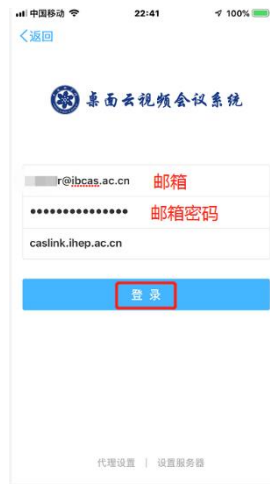 中国移动 22:41 100%
返回
桌面云视频会议系统
r@ibcas.ac.cn 邮箱
●●●●●●●●●●●●●●● 邮箱密码
caslink.ihep.ac.cn
登 录
代理设置 | 设置服务器